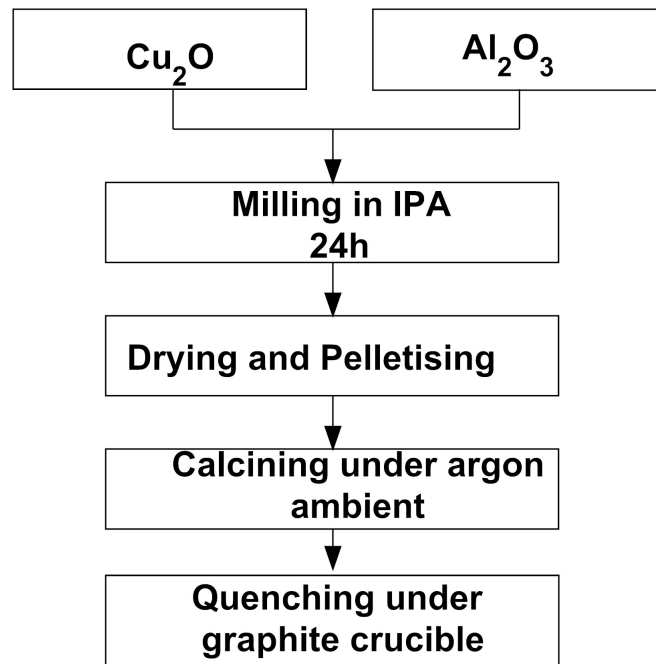 Cu₂O
Al₂O₃
Milling in IPA
24h
Drying and Pelletising
Calcining under argon
ambient
Quenching under
graphite crucible